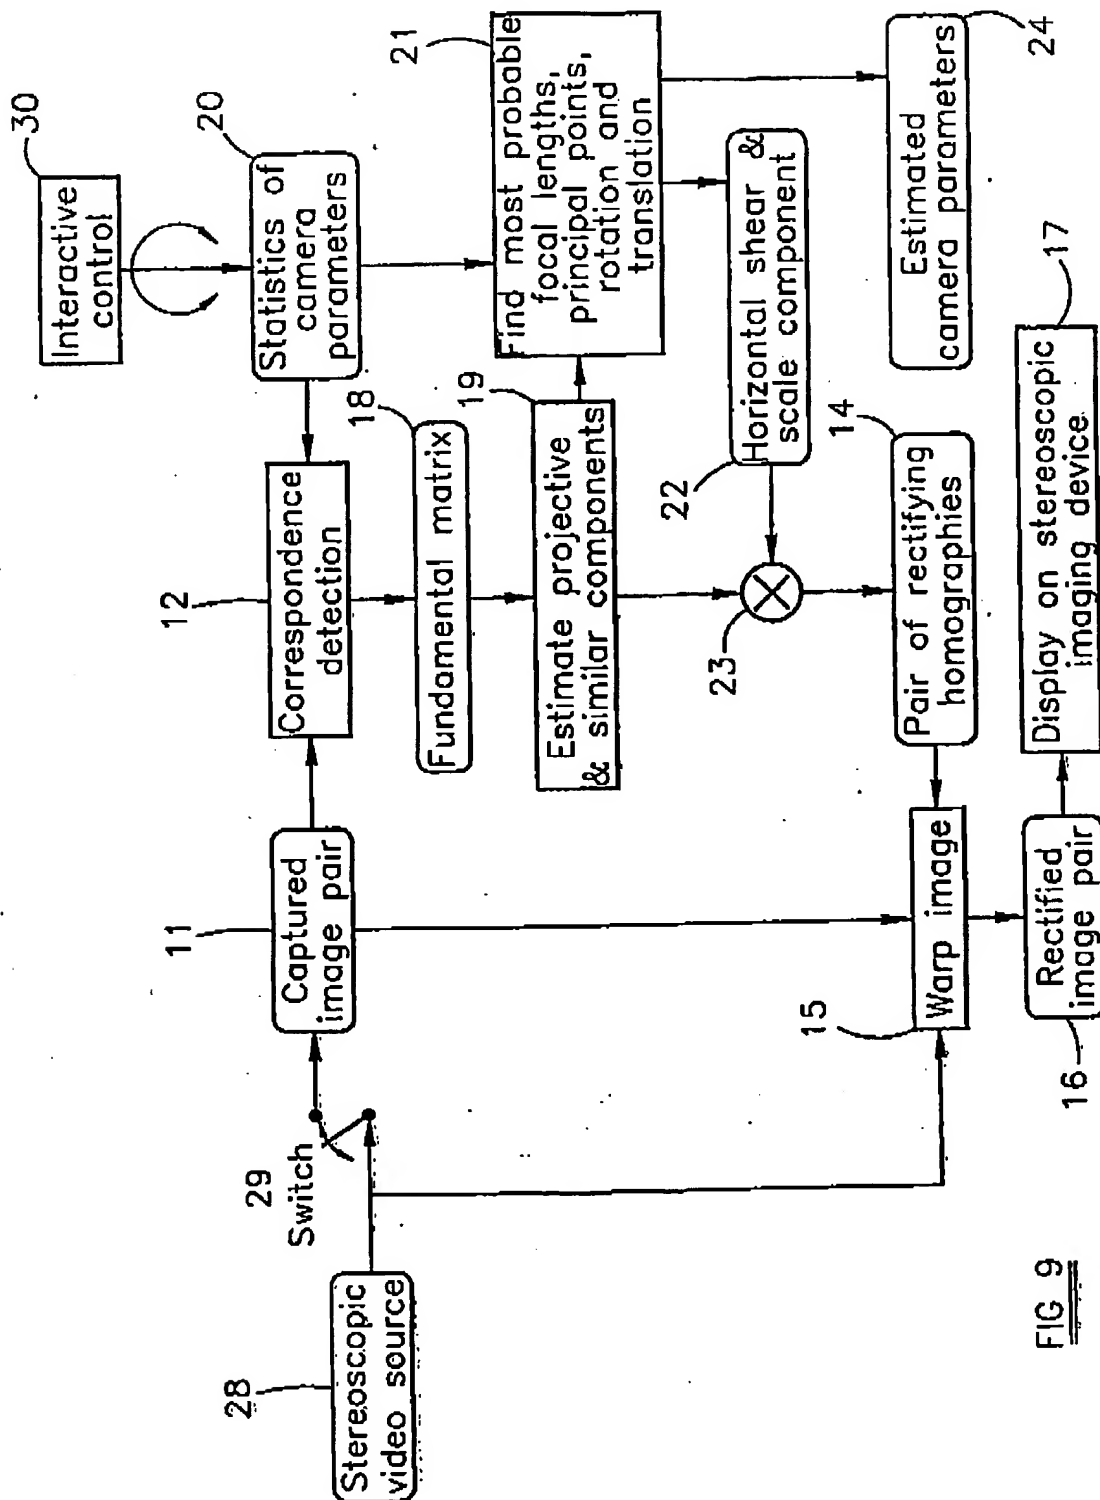 30
Interactive
control
20
Statistics of
camera
parameters
21
Find most probable
focal lengths,
principal points,
rotation and
translation
12
Correspondence
detection
18
Fundamental matrix
19
Estimate projective
& similar components
22
Horizontal shear &
scale component
24
Estimated
camera parameters
11
Captured
image pair
29
Switch
28
Stereoscopic
video source
23
14
Pair of rectifying
homographies
15
Warp image
16
Rectified
image pair
17
Display on stereoscopic
imaging device
FIG 9